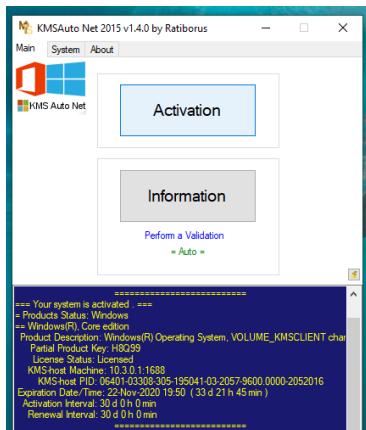 KMSAuto Net 2015 v1.4.0 by Ratiborus
Main System About
KMS Auto Net
Activation
Information
Perform a Validation
= Auto =
==========================
=== Your system is activated . ===
= Products Status: Windows
== Windows(R), Core edition
Product Description: Windows(R) Operating System, VOLUME_KMSCLIENT char
Partial Product Key: H8Q99
License Status: Licensed
KMS-host Machine: 10.3.0.1:1688
KMS-host PID: 06401-03308-305-195041-03-2057-9600.0000-2052016
Expiration Date/Time: 22-Nov-2020 19:50 ( 33 d 21 h 45 min )
Activation Interval: 30 d 0 h 0 min
Renewal Interval: 30 d 0 h 0 min
==========================